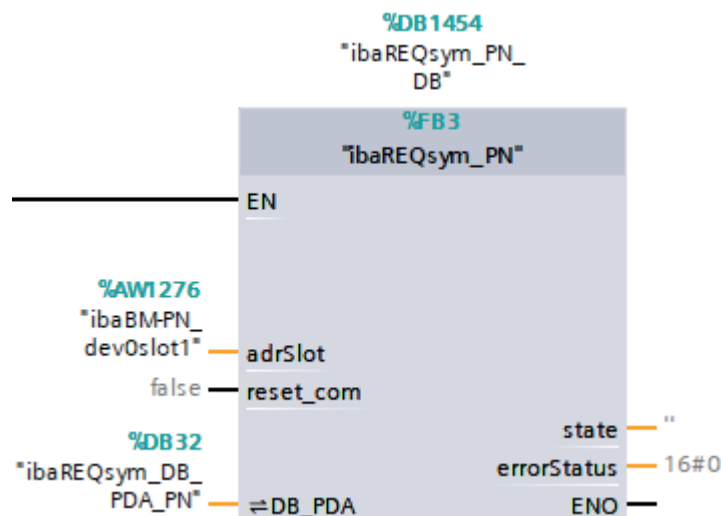 %DB1454
"ibaREQsym_PN_
DB"
%FB3
"ibaREQsym_PN"
EN
%AW1276
"ibaBM-PN_
dev0slot1"
adrSlot
false
reset_com
%DB32
"ibaREQsym_DB_
PDA_PN"
⇌DB_PDA
state
''
errorStatus
16#0
ENO